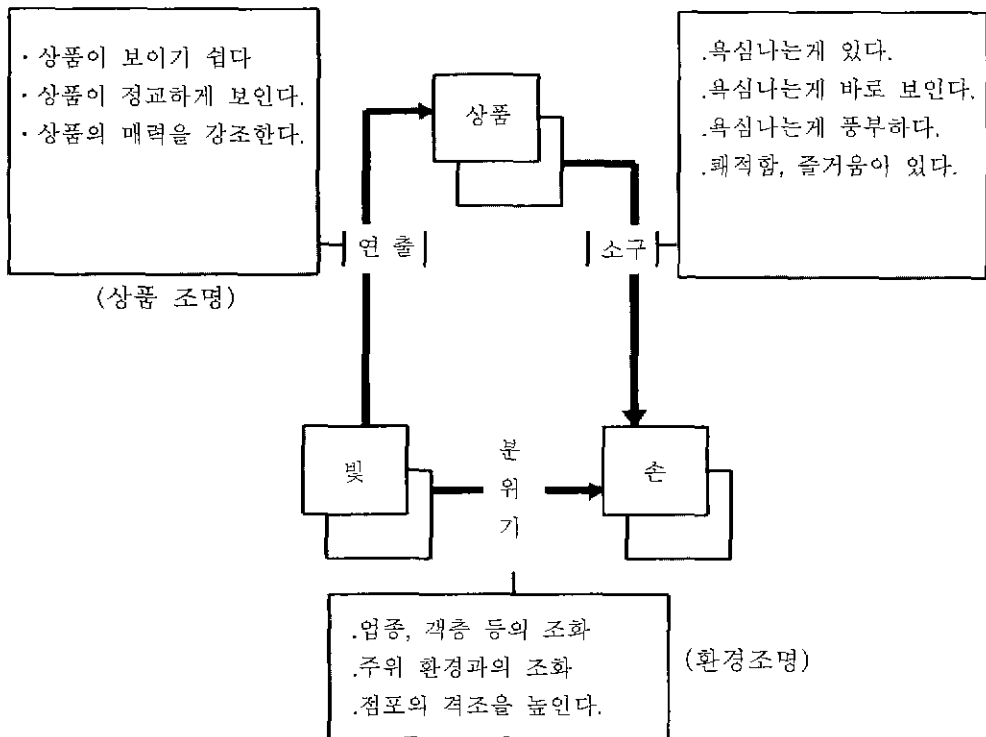 · 상품이 보이기 쉽다
· 상품이 정교하게 보인다.
· 상품의 매력을 강조한다.
(상품 조명)
상품
.욕심나는게 있다.
.욕심나는게 바로 보인다.
.욕심나는게 풍부하다.
.쾌적함, 즐거움이 있다.
연출
소구
빛
분
위
기
손
.업종, 객층 등의 조화
.주위 환경과의 조화
.점포의 격조을 높인다.
(환경조명)